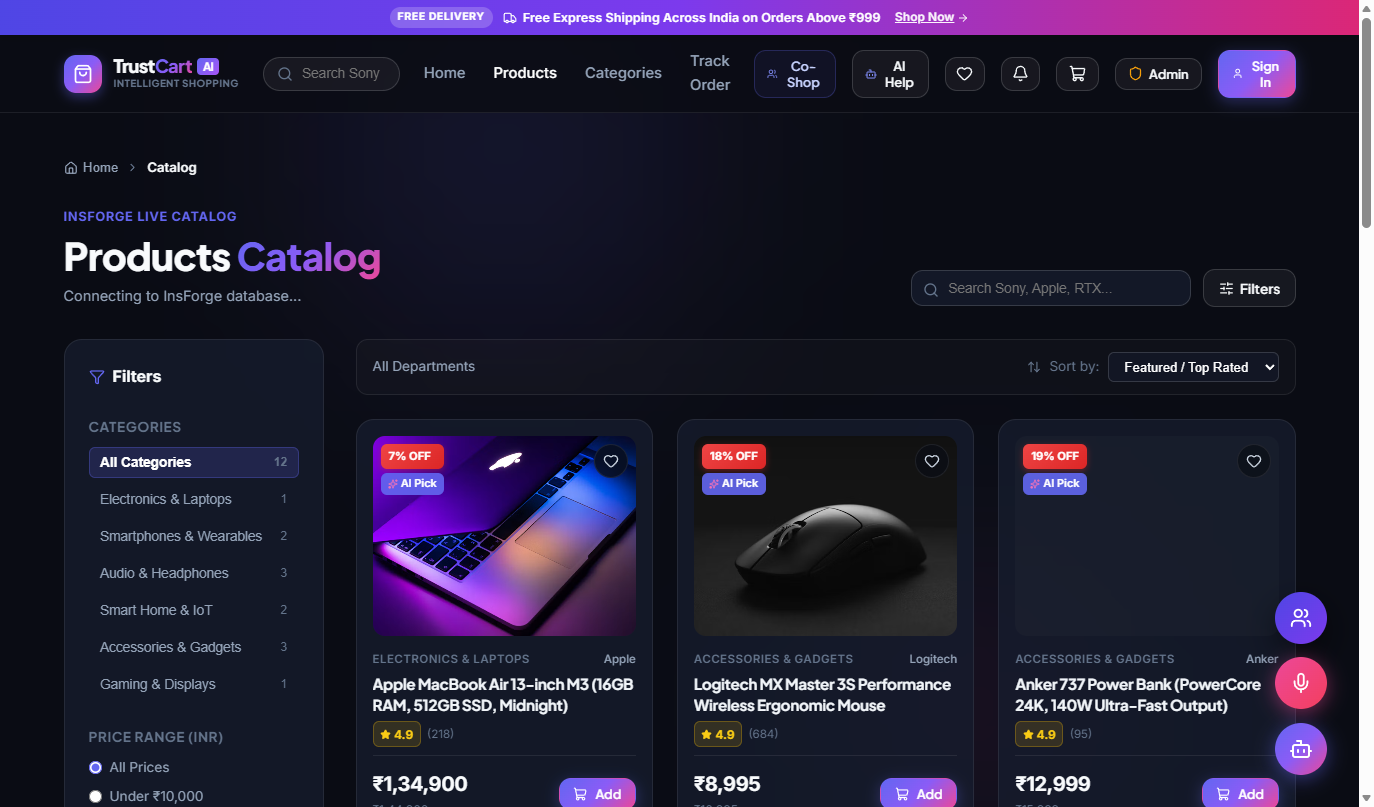 FREE DELIVERY Free Express Shipping Across India on Orders Above ₹999 Shop Now →
TrustCart AI
INTELLIGENT SHOPPING
Search Sony
Home
Products
Categories
Track
Order
Co-
Shop
AI
Help
Admin
Sign
In
Home > Catalog
INSFORGE LIVE CATALOG
Products Catalog
Connecting to InsForge database...
Search Sony, Apple, RTX...
Filters
Filters
CATEGORIES
All Categories 12
Electronics & Laptops 1
Smartphones & Wearables 2
Audio & Headphones 3
Smart Home & IoT 2
Accessories & Gadgets 3
Gaming & Displays 1
PRICE RANGE (INR)
All Prices
Under ₹10,000
All Departments
Sort by: Featured / Top Rated
7% OFF
AI Pick
ELECTRONICS & LAPTOPS Apple
Apple MacBook Air 13-inch M3 (16GB
RAM, 512GB SSD, Midnight)
4.9 (218)
₹1,34,900
Add
18% OFF
AI Pick
ACCESSORIES & GADGETS Logitech
Logitech MX Master 3S Performance
Wireless Ergonomic Mouse
4.9 (684)
₹8,995
Add
19% OFF
AI Pick
ACCESSORIES & GADGETS Anker
Anker 737 Power Bank (PowerCore
24K, 140W Ultra-Fast Output)
4.9 (95)
₹12,999
Add